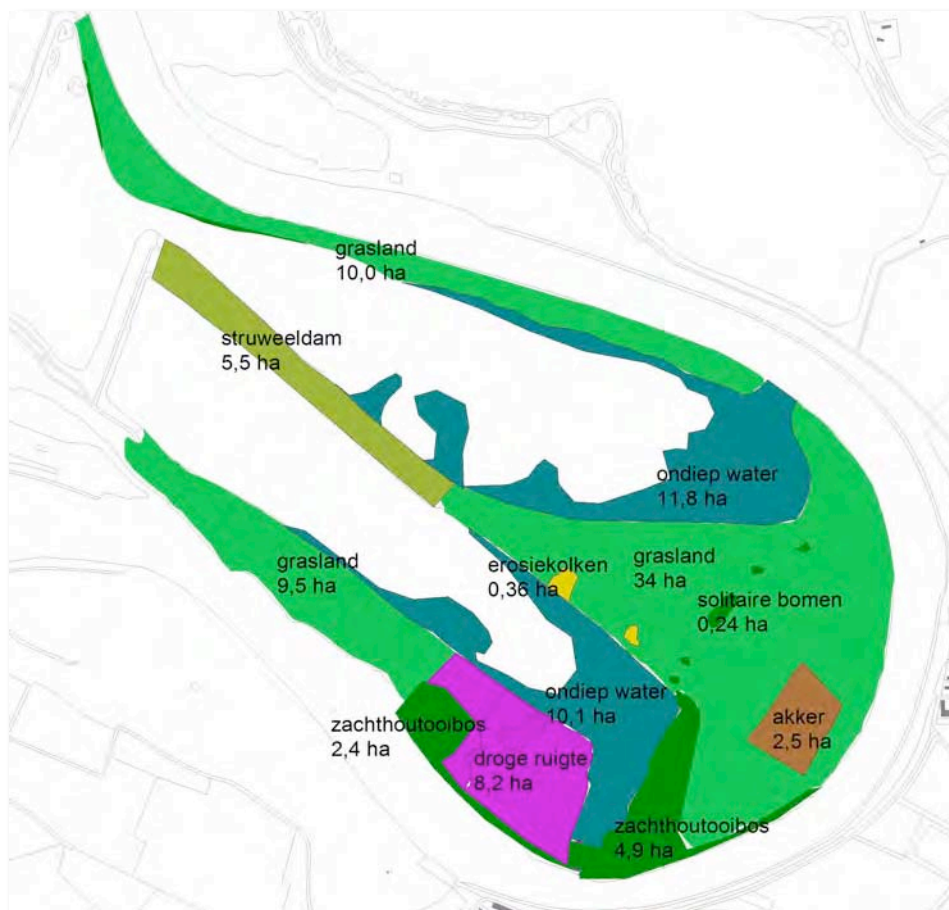 grasland
10,0 ha
struweeldam
5,5 ha
ondiep water
11,8 ha
grasland
9,5 ha
erosiekolken
0,36 ha
grasland
34 ha
solitaire bomen
0,24 ha
ondiep water
10,1 ha
akker
2,5 ha
zachthoutooibos
2,4 ha
droge ruigte
8,2 ha
zachthoutooibos
4,9 ha